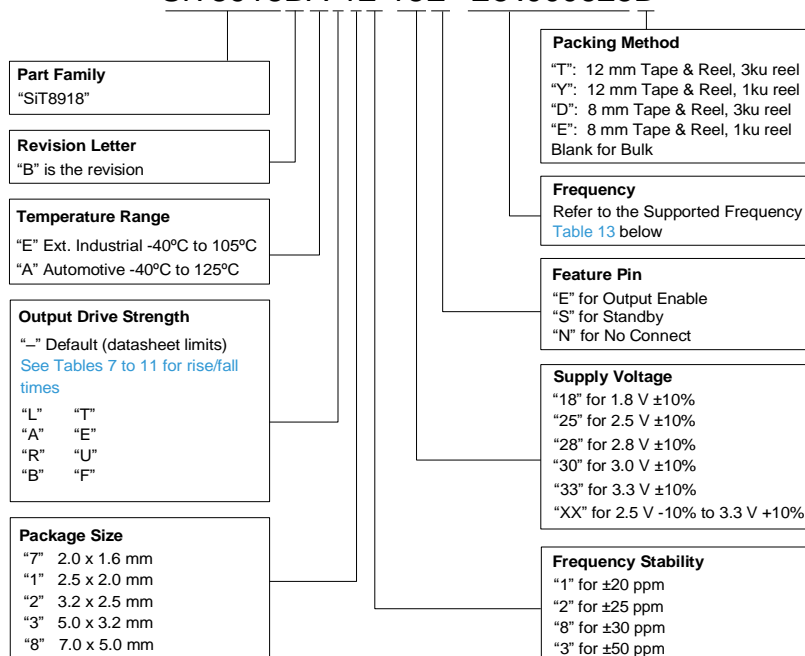 Part Family
“SiT8918”
Revision Letter
“B” is the revision
Temperature Range
“E” Ext. Industrial -40ºC to 105ºC
“A” Automotive -40ºC to 125ºC
Output Drive Strength
“–” Default (datasheet limits)
See Tables 7 to 11 for rise/fall
times
“L” “T”
“A” “E”
“R” “U”
“B” “F”
Package Size
“7” 2.0 x 1.6 mm
“1” 2.5 x 2.0 mm
“2” 3.2 x 2.5 mm
“3” 5.0 x 3.2 mm
“8” 7.0 x 5.0 mm
Packing Method
“T”: 12 mm Tape & Reel, 3ku reel
“Y”: 12 mm Tape & Reel, 1ku reel
“D”: 8 mm Tape & Reel, 3ku reel
“E”: 8 mm Tape & Reel, 1ku reel
Blank for Bulk
Frequency
Refer to the Supported Frequency
Table 13 below
Feature Pin
“E” for Output Enable
“S” for Standby
“N” for No Connect
Supply Voltage
“18” for 1.8 V ±10%
“25” for 2.5 V ±10%
“28” for 2.8 V ±10%
“30” for 3.0 V ±10%
“33” for 3.3 V ±10%
“XX” for 2.5 V -10% to 3.3 V +10%
Frequency Stability
“1” for ±20 ppm
“2” for ±25 ppm
“8” for ±30 ppm
“3” for ±50 ppm